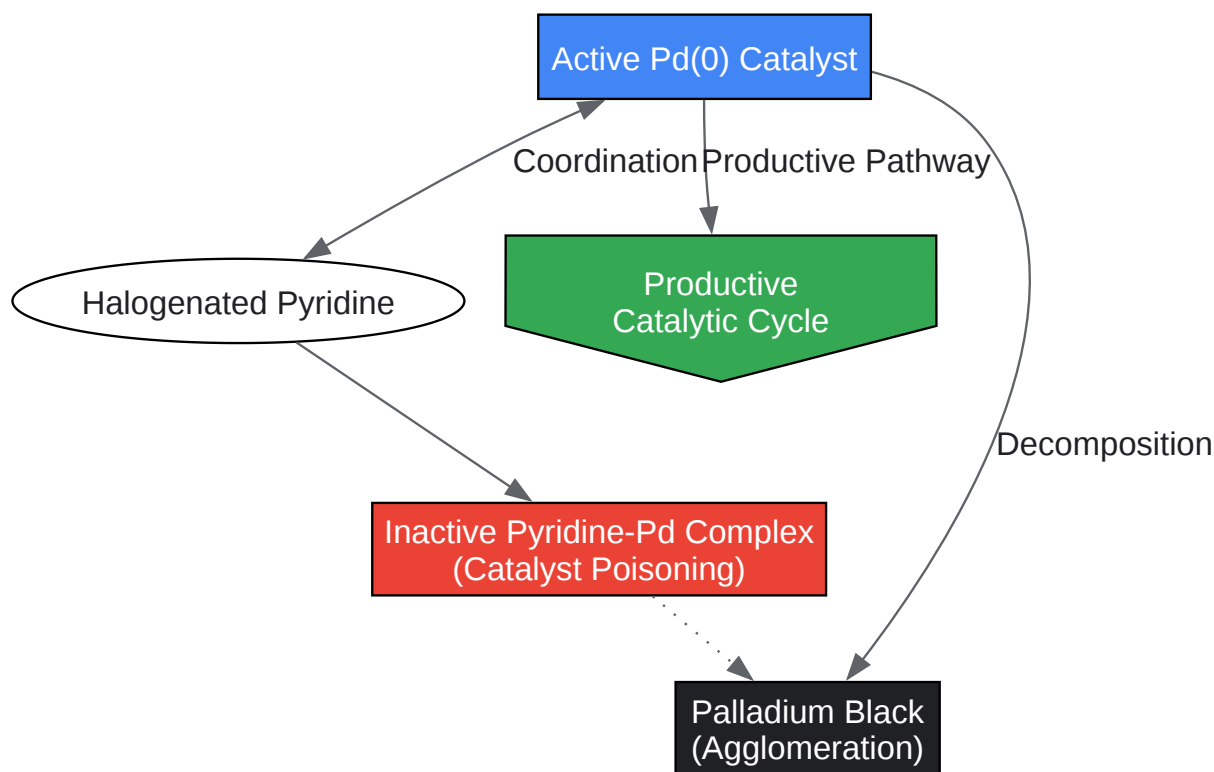 Active Pd(0) Catalyst
Coordination
Productive Pathway
Halogenated Pyridine
Productive
Catalytic Cycle
Decomposition
Inactive Pyridine-Pd Complex
(Catalyst Poisoning)
Palladium Black
(Agglomeration)